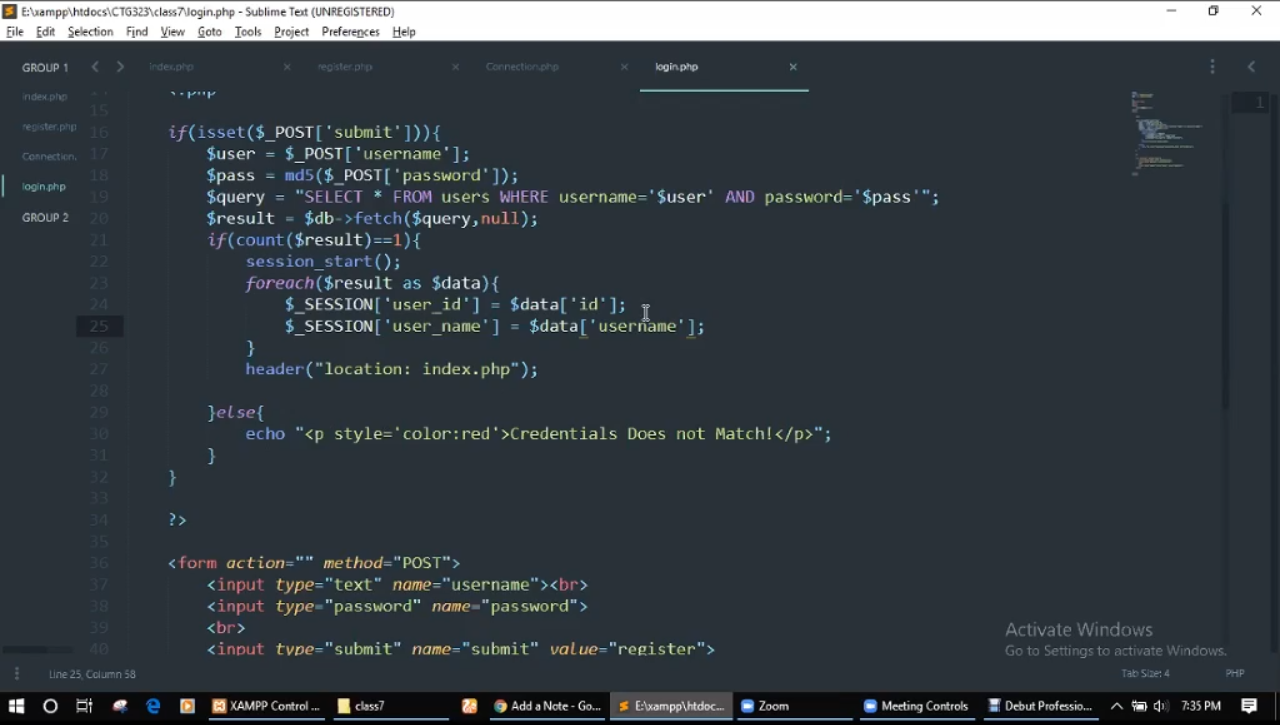 E:\xampp\htdocs\CTG323\class7\login.php - Sublime Text (UNREGISTERED)
File Edit Selection Find View Goto Tools Project Preferences Help
GROUP 1 index.php register.php Connection.php login.php
index.php
register.php
Connection.
login.php
GROUP 2
1
14 <?php
15
16 if(isset($_POST['submit'])){
17 $user = $_POST['username'];
18 $pass = md5($_POST['password']);
19 $query = "SELECT * FROM users WHERE username='$user' AND password='$pass'";
20 $result = $db->fetch($query,null);
21 if(count($result)==1){
22 session_start();
23 foreach($result as $data){
24 $_SESSION['user_id'] = $data['id'];
25 $_SESSION['user_name'] = $data['username'];
26 }
27 header("location: index.php");
28
29 }else{
30 echo "<p style='color:red'>Credentials Does not Match!</p>";
31 }
32 }
33
34 ?>
35
36 <form action="" method="POST">
37 <input type="text" name="username"><br>
38 <input type="password" name="password">
39 <br>
40 <input type="submit" name="submit" value="register">
Activate Windows
Go to Settings to activate Windows.
Line 25, Column 58 Tab Size: 4 PHP
XAMPP Control ... class7 Add a Note - Go... E:\xampp\htdoc... Zoom Meeting Controls Debut Professio... 7:35 PM